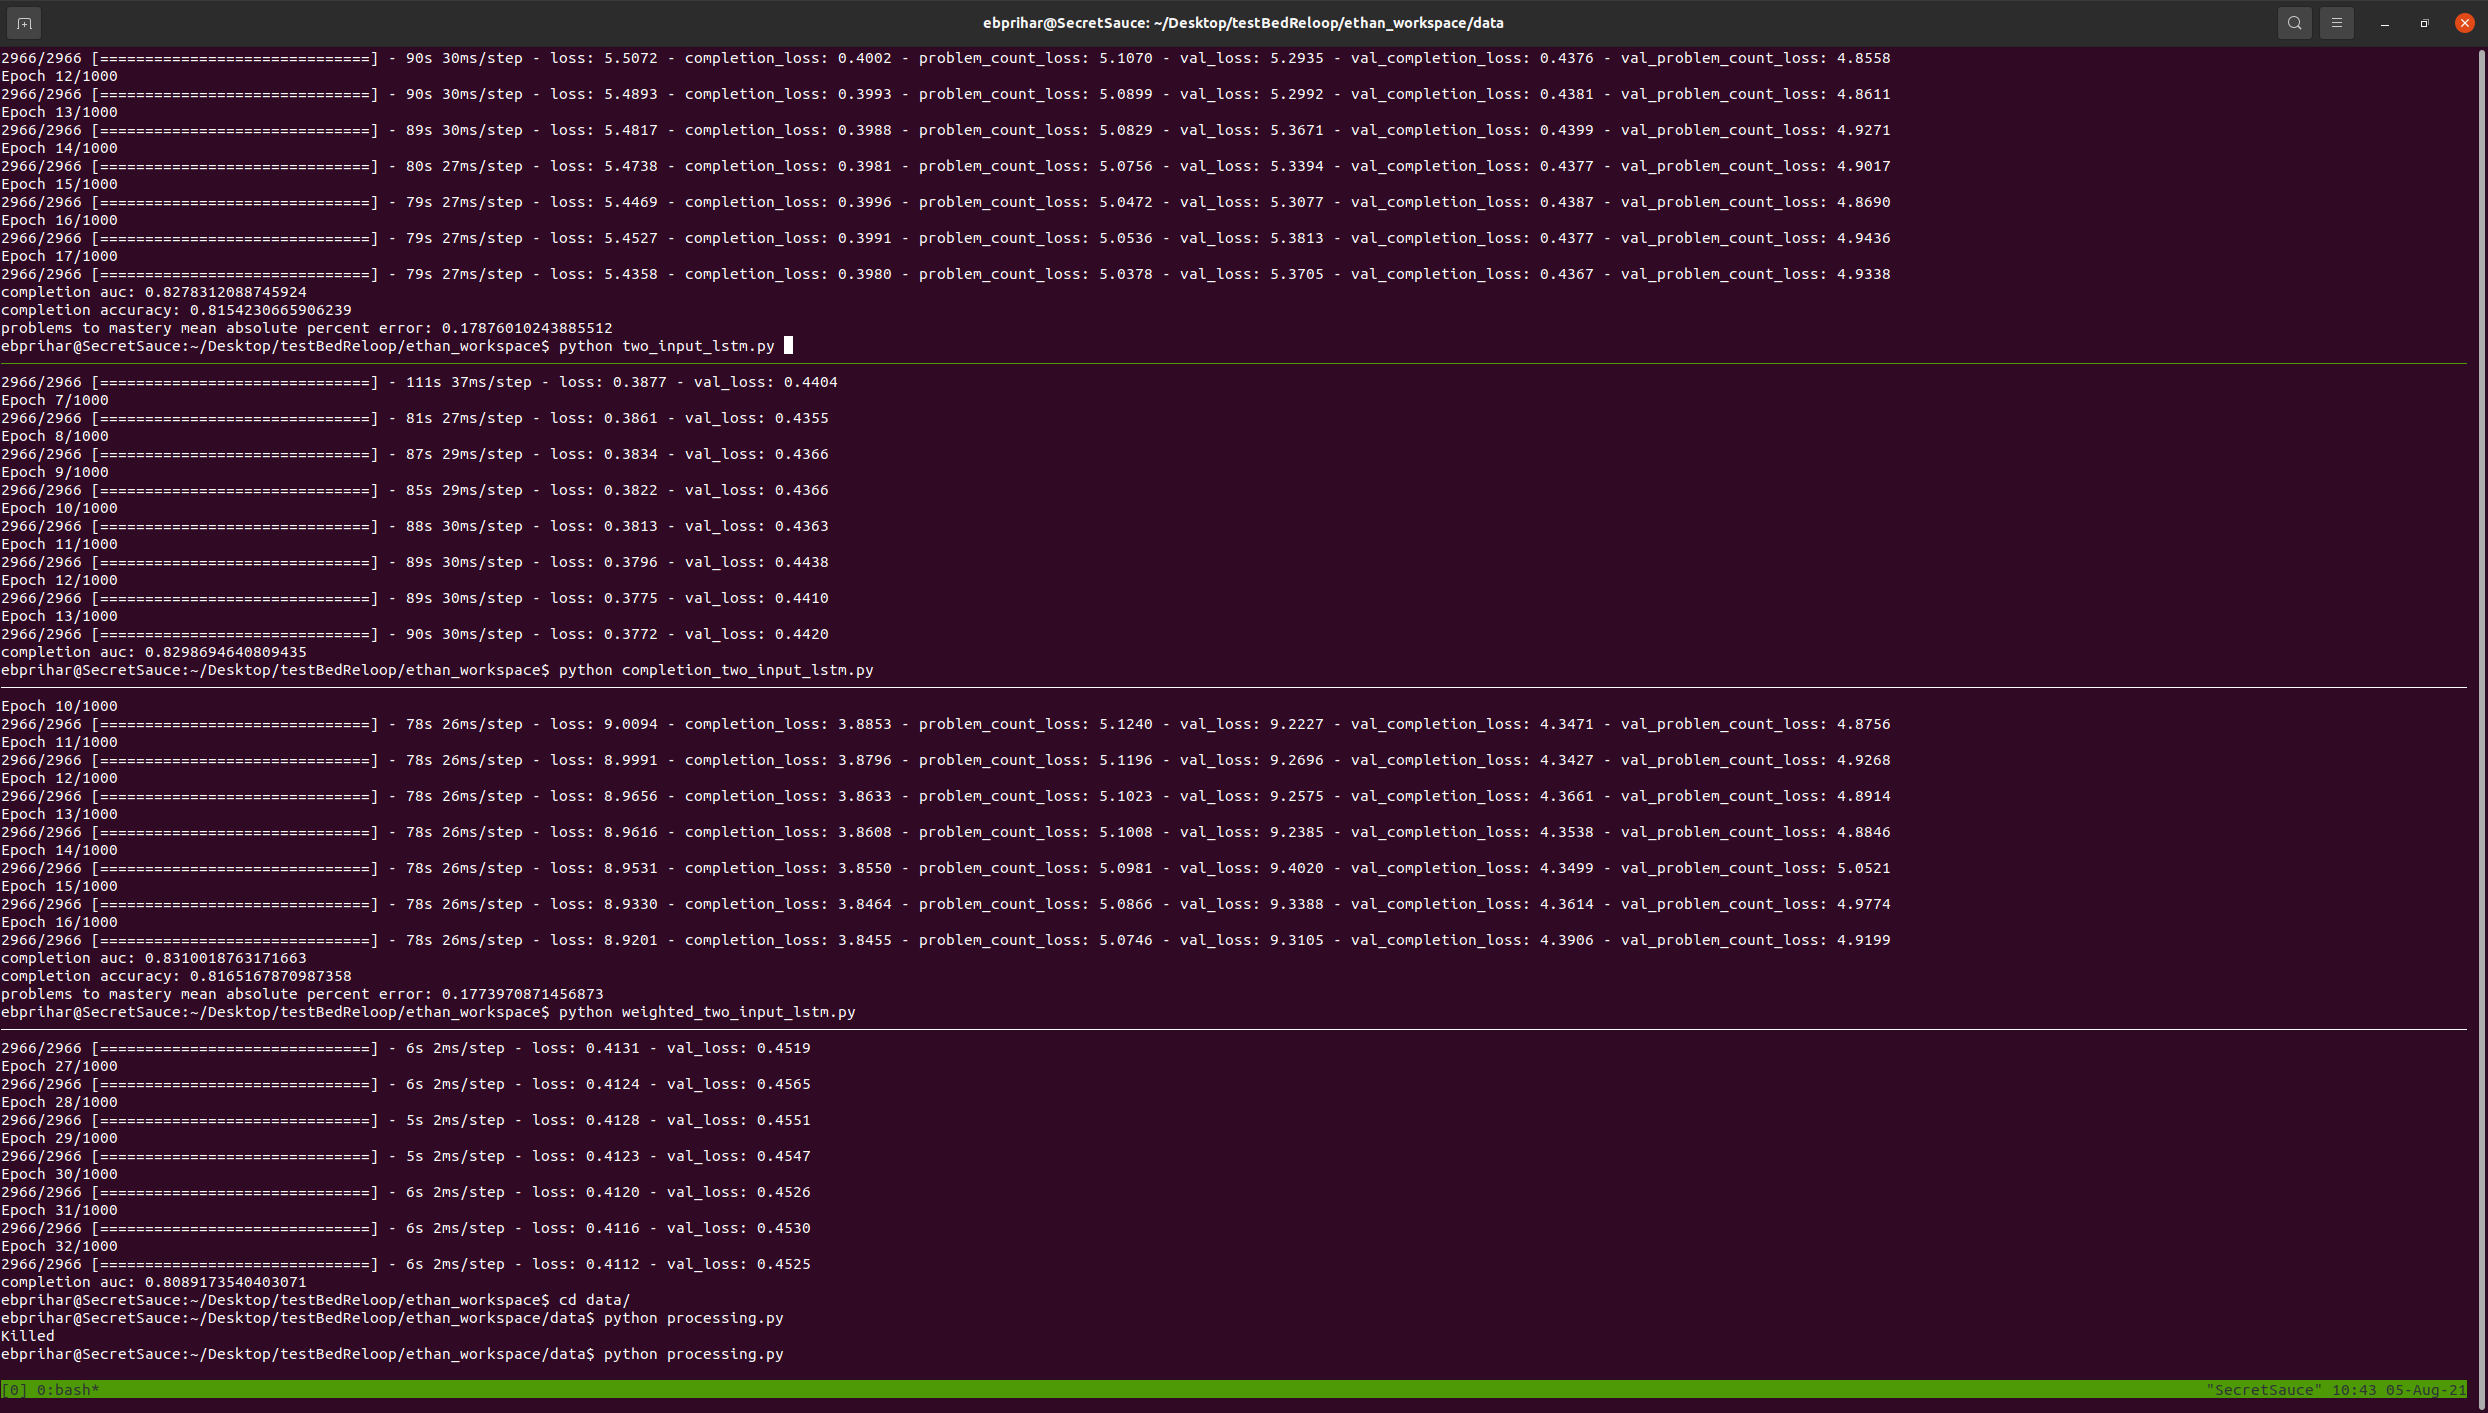 ebprihar@SecretSauce: ~/Desktop/testBedReloop/ethan_workspace/data
2966/2966 [==============================] - 90s 30ms/step - loss: 5.5072 - completion_loss: 0.4002 - problem_count_loss: 5.1070 - val_loss: 5.2935 - val_completion_loss: 0.4376 - val_problem_count_loss: 4.8558
Epoch 12/1000
2966/2966 [==============================] - 90s 30ms/step - loss: 5.4893 - completion_loss: 0.3993 - problem_count_loss: 5.0899 - val_loss: 5.2992 - val_completion_loss: 0.4381 - val_problem_count_loss: 4.8611
Epoch 13/1000
2966/2966 [==============================] - 89s 30ms/step - loss: 5.4817 - completion_loss: 0.3988 - problem_count_loss: 5.0829 - val_loss: 5.3671 - val_completion_loss: 0.4399 - val_problem_count_loss: 4.9271
Epoch 14/1000
2966/2966 [==============================] - 80s 27ms/step - loss: 5.4738 - completion_loss: 0.3981 - problem_count_loss: 5.0756 - val_loss: 5.3394 - val_completion_loss: 0.4377 - val_problem_count_loss: 4.9017
Epoch 15/1000
2966/2966 [==============================] - 79s 27ms/step - loss: 5.4469 - completion_loss: 0.3996 - problem_count_loss: 5.0472 - val_loss: 5.3077 - val_completion_loss: 0.4387 - val_problem_count_loss: 4.8690
Epoch 16/1000
2966/2966 [==============================] - 79s 27ms/step - loss: 5.4527 - completion_loss: 0.3991 - problem_count_loss: 5.0536 - val_loss: 5.3813 - val_completion_loss: 0.4377 - val_problem_count_loss: 4.9436
Epoch 17/1000
2966/2966 [==============================] - 79s 27ms/step - loss: 5.4358 - completion_loss: 0.3980 - problem_count_loss: 5.0378 - val_loss: 5.3705 - val_completion_loss: 0.4367 - val_problem_count_loss: 4.9338
completion auc: 0.8278312088745924
completion accuracy: 0.8154230665906239
problems to mastery mean absolute percent error: 0.17876010243885512
ebprihar@SecretSauce:~/Desktop/testBedReloop/ethan_workspace$ python two_input_lstm.py
2966/2966 [==============================] - 111s 37ms/step - loss: 0.3877 - val_loss: 0.4404
Epoch 7/1000
2966/2966 [==============================] - 81s 27ms/step - loss: 0.3861 - val_loss: 0.4355
Epoch 8/1000
2966/2966 [==============================] - 87s 29ms/step - loss: 0.3834 - val_loss: 0.4366
Epoch 9/1000
2966/2966 [==============================] - 85s 29ms/step - loss: 0.3822 - val_loss: 0.4366
Epoch 10/1000
2966/2966 [==============================] - 88s 30ms/step - loss: 0.3813 - val_loss: 0.4363
Epoch 11/1000
2966/2966 [==============================] - 89s 30ms/step - loss: 0.3796 - val_loss: 0.4438
Epoch 12/1000
2966/2966 [==============================] - 89s 30ms/step - loss: 0.3775 - val_loss: 0.4410
Epoch 13/1000
2966/2966 [==============================] - 90s 30ms/step - loss: 0.3772 - val_loss: 0.4420
completion auc: 0.8298694640809435
ebprihar@SecretSauce:~/Desktop/testBedReloop/ethan_workspace$ python completion_two_input_lstm.py
Epoch 10/1000
2966/2966 [==============================] - 78s 26ms/step - loss: 9.0094 - completion_loss: 3.8853 - problem_count_loss: 5.1240 - val_loss: 9.2227 - val_completion_loss: 4.3471 - val_problem_count_loss: 4.8756
Epoch 11/1000
2966/2966 [==============================] - 78s 26ms/step - loss: 8.9991 - completion_loss: 3.8796 - problem_count_loss: 5.1196 - val_loss: 9.2696 - val_completion_loss: 4.3427 - val_problem_count_loss: 4.9268
Epoch 12/1000
2966/2966 [==============================] - 78s 26ms/step - loss: 8.9656 - completion_loss: 3.8633 - problem_count_loss: 5.1023 - val_loss: 9.2575 - val_completion_loss: 4.3661 - val_problem_count_loss: 4.8914
Epoch 13/1000
2966/2966 [==============================] - 78s 26ms/step - loss: 8.9616 - completion_loss: 3.8608 - problem_count_loss: 5.1008 - val_loss: 9.2385 - val_completion_loss: 4.3538 - val_problem_count_loss: 4.8846
Epoch 14/1000
2966/2966 [==============================] - 78s 26ms/step - loss: 8.9531 - completion_loss: 3.8550 - problem_count_loss: 5.0981 - val_loss: 9.4020 - val_completion_loss: 4.3499 - val_problem_count_loss: 5.0521
Epoch 15/1000
2966/2966 [==============================] - 78s 26ms/step - loss: 8.9330 - completion_loss: 3.8464 - problem_count_loss: 5.0866 - val_loss: 9.3388 - val_completion_loss: 4.3614 - val_problem_count_loss: 4.9774
Epoch 16/1000
2966/2966 [==============================] - 78s 26ms/step - loss: 8.9201 - completion_loss: 3.8455 - problem_count_loss: 5.0746 - val_loss: 9.3105 - val_completion_loss: 4.3906 - val_problem_count_loss: 4.9199
completion auc: 0.8310018763171663
completion accuracy: 0.8165167870987358
problems to mastery mean absolute percent error: 0.1773970871456873
ebprihar@SecretSauce:~/Desktop/testBedReloop/ethan_workspace$ python weighted_two_input_lstm.py
2966/2966 [==============================] - 6s 2ms/step - loss: 0.4131 - val_loss: 0.4519
Epoch 27/1000
2966/2966 [==============================] - 6s 2ms/step - loss: 0.4124 - val_loss: 0.4565
Epoch 28/1000
2966/2966 [==============================] - 5s 2ms/step - loss: 0.4128 - val_loss: 0.4551
Epoch 29/1000
2966/2966 [==============================] - 5s 2ms/step - loss: 0.4123 - val_loss: 0.4547
Epoch 30/1000
2966/2966 [==============================] - 6s 2ms/step - loss: 0.4120 - val_loss: 0.4526
Epoch 31/1000
2966/2966 [==============================] - 6s 2ms/step - loss: 0.4116 - val_loss: 0.4530
Epoch 32/1000
2966/2966 [==============================] - 6s 2ms/step - loss: 0.4112 - val_loss: 0.4525
completion auc: 0.8089173540403071
ebprihar@SecretSauce:~/Desktop/testBedReloop/ethan_workspace$ cd data/
ebprihar@SecretSauce:~/Desktop/testBedReloop/ethan_workspace/data$ python processing.py
Killed
ebprihar@SecretSauce:~/Desktop/testBedReloop/ethan_workspace/data$ python processing.py
[0] 0:bash* "SecretSauce" 10:43 05-Aug-21